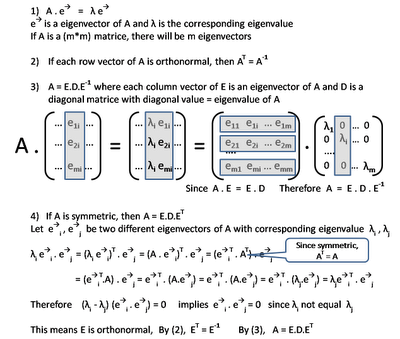 1) A . e→ = λ e→
e→ is a eigenvector of A and λ is the corresponding eigenvalue
If A is a (m*m) matrice, there will be m eigenvectors
2) If each row vector of A is orthonormal, then Aᵀ = A⁻¹
3) A = E.D.E⁻¹ where each column vector of E is an eigenvector of A and D is a
diagonal matrice with diagonal value = eigenvalue of A
... e1i ... ... λi e1i ... e11 e1i ... e1m λ1 0 ... 0
A . ... e2i ... = ... λi e2i ... = e21 e2i ... e2m . 0 λi ... 0
... ....
... emi ... ... λi emi ... em1 emi ... emm 0 0 ... λm
Since A . E = E . D Therefore A = E . D . E⁻¹
4) If A is symmetric, then A = E.D.Eᵀ
Let e→i , e→j be two different eigenvectors of A with corresponding eigenvalue λi , λj
λi e→i . e→j = (λi e→i)ᵀ . e→j = (A . e→i)ᵀ . e→j = (e→iᵀ . Aᵀ) . e→j
Since symmetric,
Aᵀ = A
= (e→iᵀ.A) . e→j = e→iᵀ . (A.e→j) = e→iᵀ . (A.e→j) = e→iᵀ . (λj.e→j) = λj e→iᵀ . e→j
Therefore (λi - λj) (e→i . e→j) = 0 implies e→i . e→j = 0 since λi not equal λj
This means E is orthonormal, By (2), Eᵀ = E⁻¹ By (3), A = E.D.Eᵀ